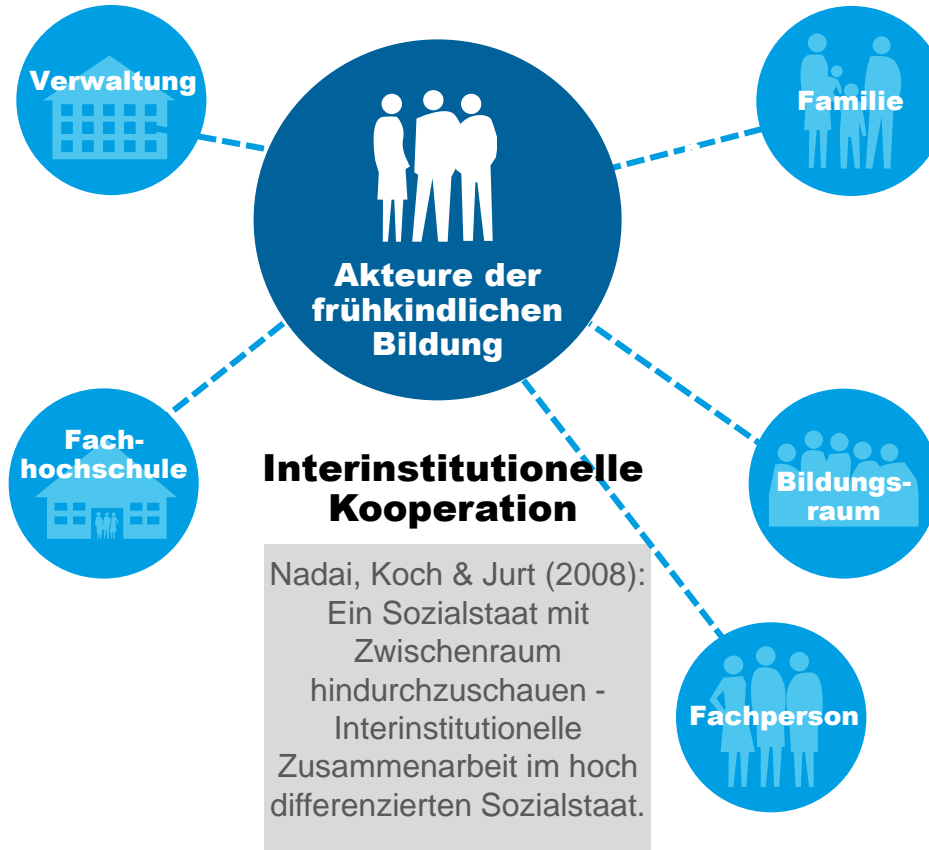 Verwaltung
Familie
Akteure der
frühkindlichen
Bildung
Fach-
hochschule
Interinstitutionelle
Kooperation
Bildungs-
raum
Nadai, Koch & Jurt (2008):
Ein Sozialstaat mit
Zwischenraum
hindurchzuschauen -
Interinstitutionelle
Zusammenarbeit im hoch
differenzierten Sozialstaat.
Fachperson